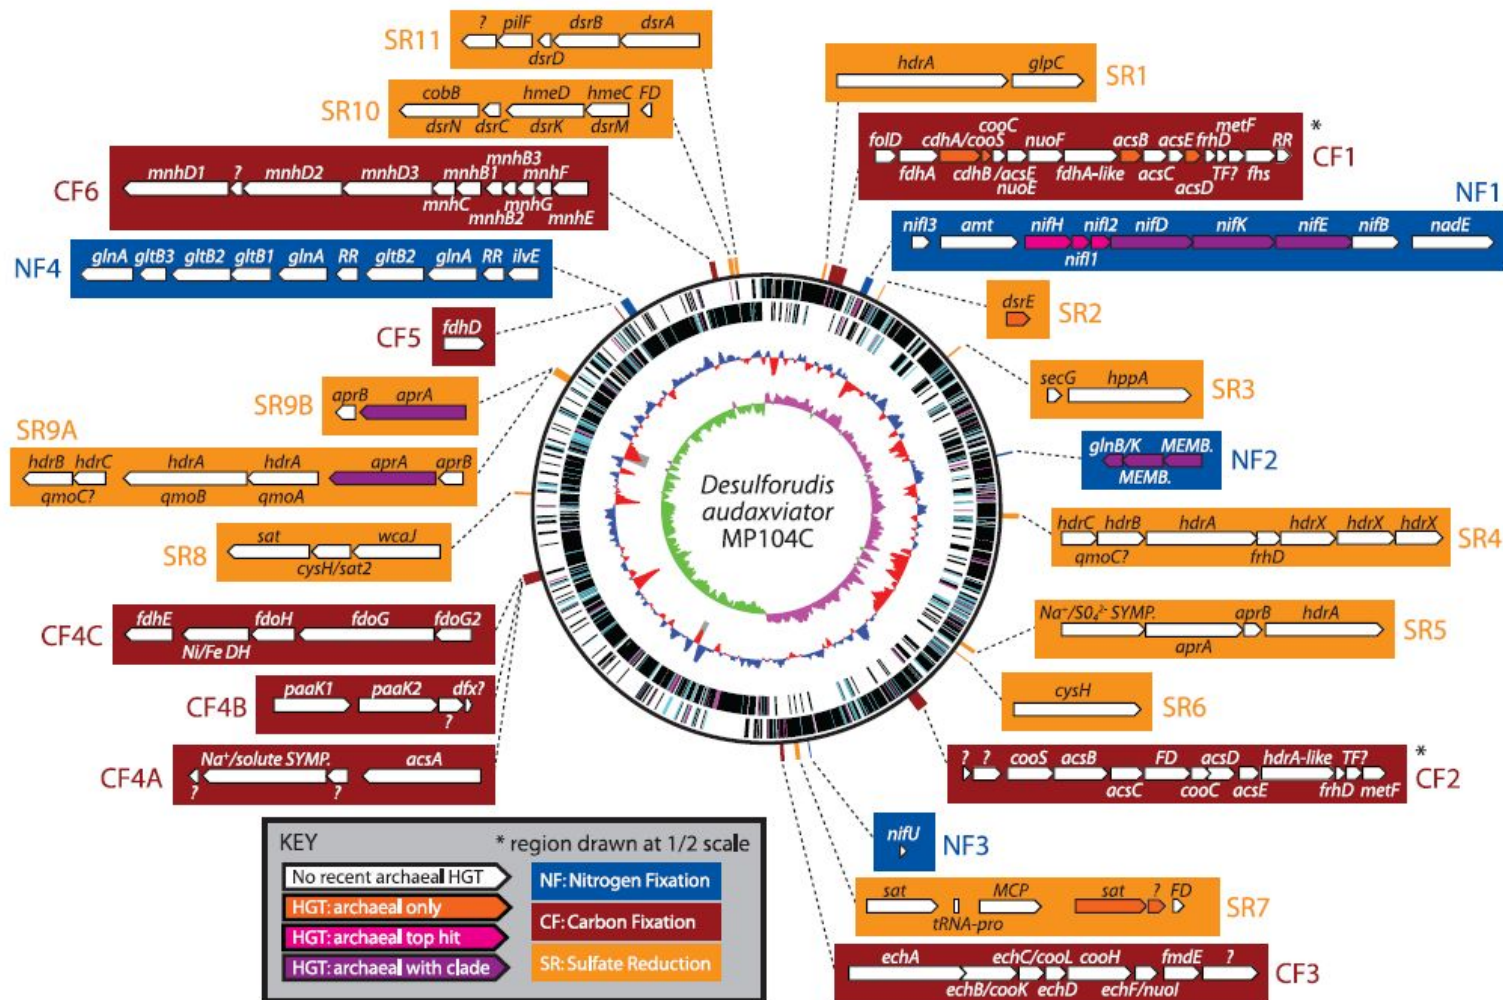 SR11
? pilF dsrB dsrA
dsrD
SR10
cobB hmeD hmeC FD
dsrN dsrC dsrK dsrM
CF6
mnhB3
mnhD1 ? mnhD2 mnhD3 mnhB1 mnhF
mnhC mnhG
mnhB2 mnhE
NF4
glnA gltB3 gltB2 gltB1 glnA RR gltB2 glnA RR ilvE
CF5
fdhD
SR9B
aprB aprA
SR9A
hdrB hdrC hdrA hdrA aprA aprB
qmoC? qmoB qmoA
SR8
sat wcaJ
cysH/sat2
CF4C
fdhE fdoH fdoG fdoG2
Ni/Fe DH
CF4B
paaK1 paaK2 dfx?
?
CF4A
Na+/solute SYMP. acsA
? ?
hdrA glpC
SR1
cooC metF
folD cdhA/cooS nuoF acsB acsE frhD RR
fdhA cdhB/acsE fdhA-like acsC TF? fhs
nuoE acsD
*
CF1
NF1
nifI3 amt nifH nifI2 nifD nifK nifE nifB nadE
nifI1
dsrE
SR2
secG hppA
SR3
glnB/K MEMB.
MEMB.
NF2
hdrC hdrB hdrA hdrX hdrX hdrX
qmoC? frhD
SR4
Na+/SO4 2- SYMP. aprB hdrA
aprA
SR5
cysH
SR6
? ? cooS acsB FD acsD hdrA-like TF?
acsC cooC acsE frhD metF
*
CF2
nifU
NF3
sat MCP sat ? FD
tRNA-pro
SR7
echA echC/cooL cooH fmdE ?
echB/cooK echD echF/nuoI
CF3
Desulforudis
audaxviator
MP104C
KEY
* region drawn at 1/2 scale
No recent archaeal HGT
HGT: archaeal only
HGT: archaeal top hit
HGT: archaeal with clade
NF: Nitrogen Fixation
CF: Carbon Fixation
SR: Sulfate Reduction